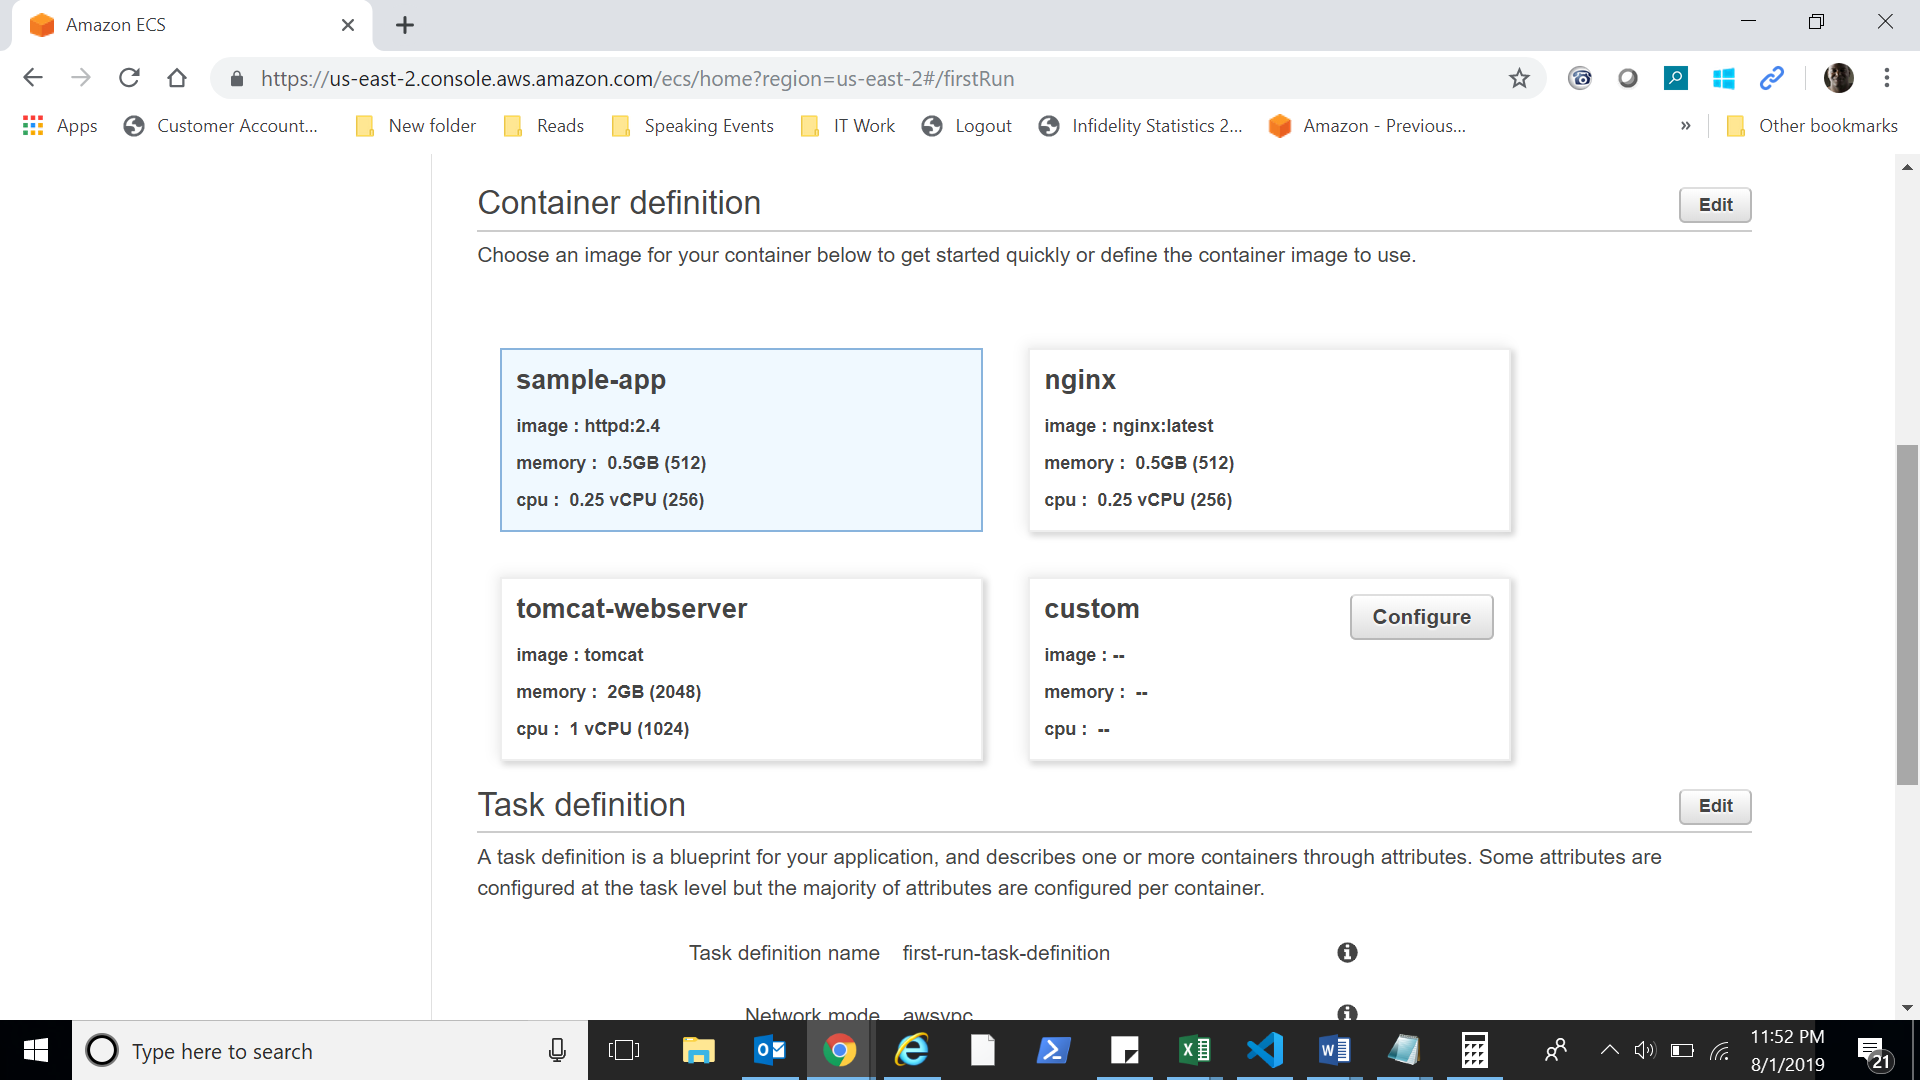 Amazon ECS
https://us-east-2.console.aws.amazon.com/ecs/home?region=us-east-2#/firstRun
Apps
Customer Account...
New folder
Reads
Speaking Events
IT Work
Logout
Infidelity Statistics 2...
Amazon - Previous...
»
Other bookmarks
Container definition
Edit
Choose an image for your container below to get started quickly or define the container image to use.
sample-app
image : httpd:2.4
memory : 0.5GB (512)
cpu : 0.25 vCPU (256)
nginx
image : nginx:latest
memory : 0.5GB (512)
cpu : 0.25 vCPU (256)
tomcat-webserver
image : tomcat
memory : 2GB (2048)
cpu : 1 vCPU (1024)
custom
Configure
image : --
memory : --
cpu : --
Task definition
Edit
A task definition is a blueprint for your application, and describes one or more containers through attributes. Some attributes are
configured at the task level but the majority of attributes are configured per container.
Task definition name first-run-task-definition
Network mode awsvpc
Type here to search
11:52 PM
8/1/2019
21